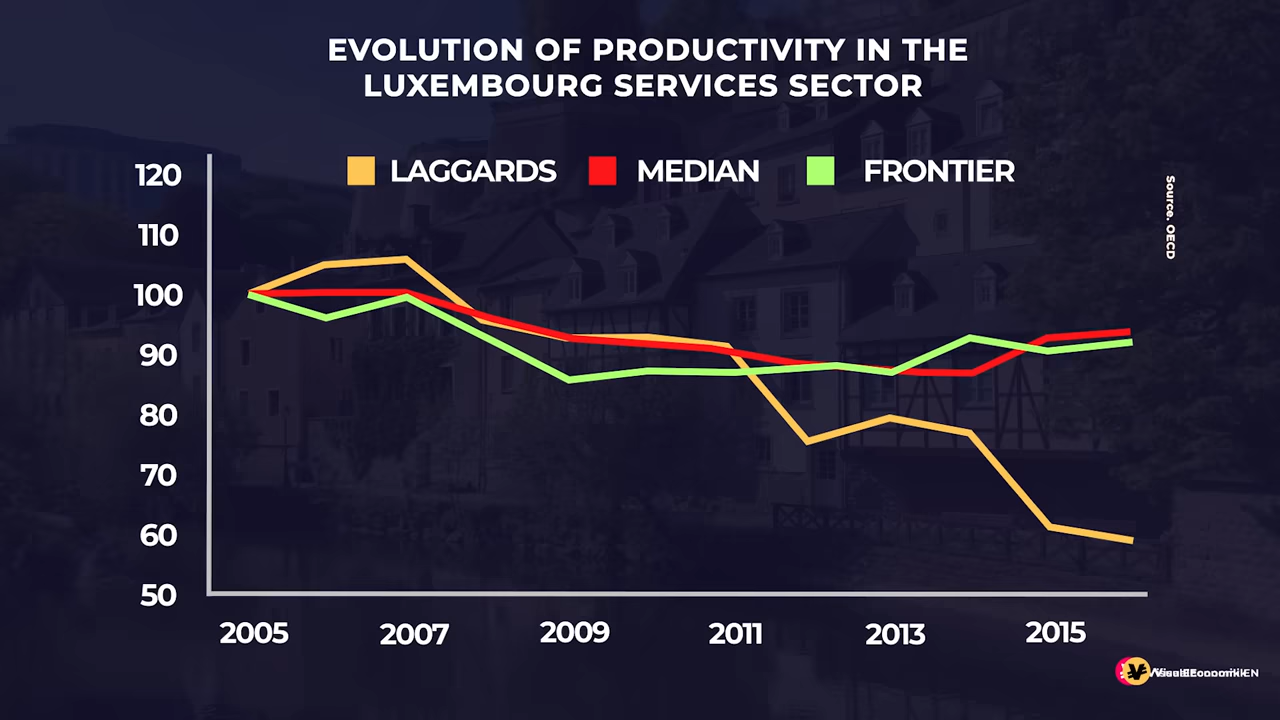 EVOLUTION OF PRODUCTIVITY IN THE
LUXEMBOURG SERVICES SECTOR
LAGGARDS MEDIAN FRONTIER
120
110
100
90
80
70
60
50
2005 2007 2009 2011 2013 2015
Source. OECD